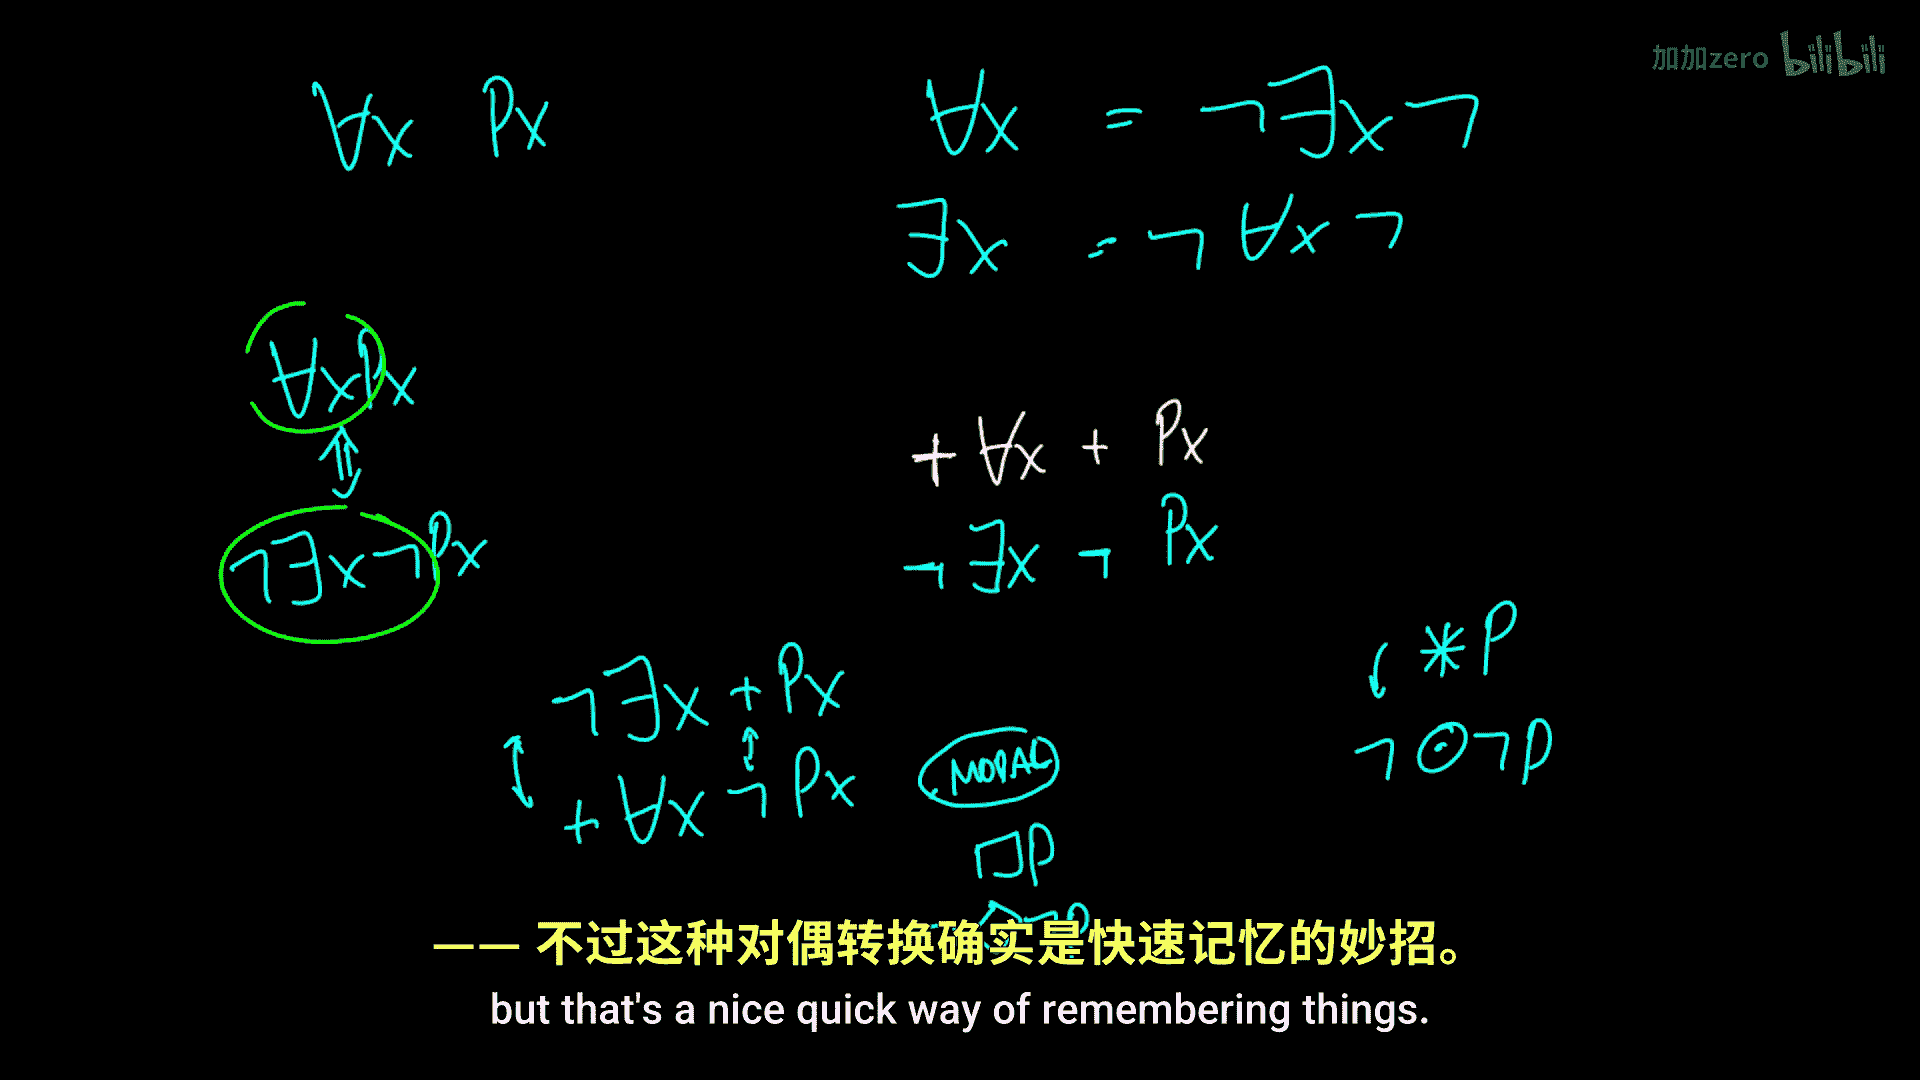 加加zero bilibili
∀x Px
∀x = ¬∃x¬
∃x = ¬∀x¬
∀xPx
⇕
¬∃x¬Px
+∀x + Px
¬∃x ¬ Px
¬∃x + Px
+∀x ¬Px
*P
¬⊙¬P
MODAL
□P
¬◇¬P
—— 不过这种对偶转换确实是快速记忆的妙招。
but that's a nice quick way of remembering things.